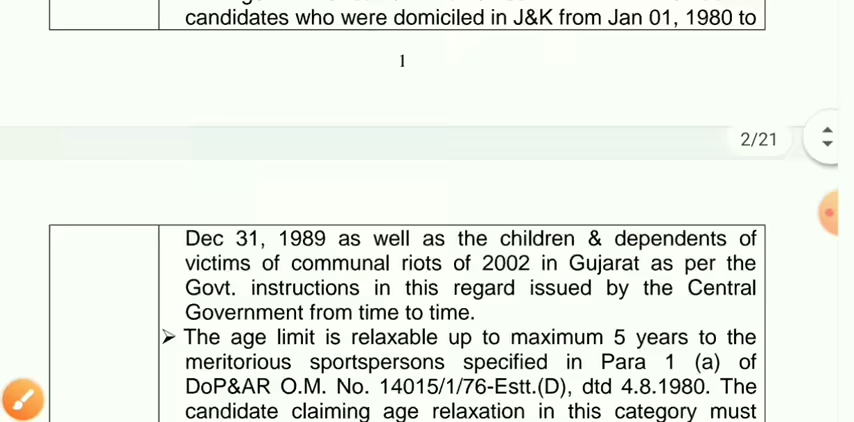 candidates who were domiciled in J&K from Jan 01, 1980 to
1
2/21
Dec 31, 1989 as well as the children & dependents of
victims of communal riots of 2002 in Gujarat as per the
Govt. instructions in this regard issued by the Central
Government from time to time.
➢ The age limit is relaxable up to maximum 5 years to the
meritorious sportspersons specified in Para 1 (a) of
DoP&AR O.M. No. 14015/1/76-Estt.(D), dtd 4.8.1980. The
candidate claiming age relaxation in this category must